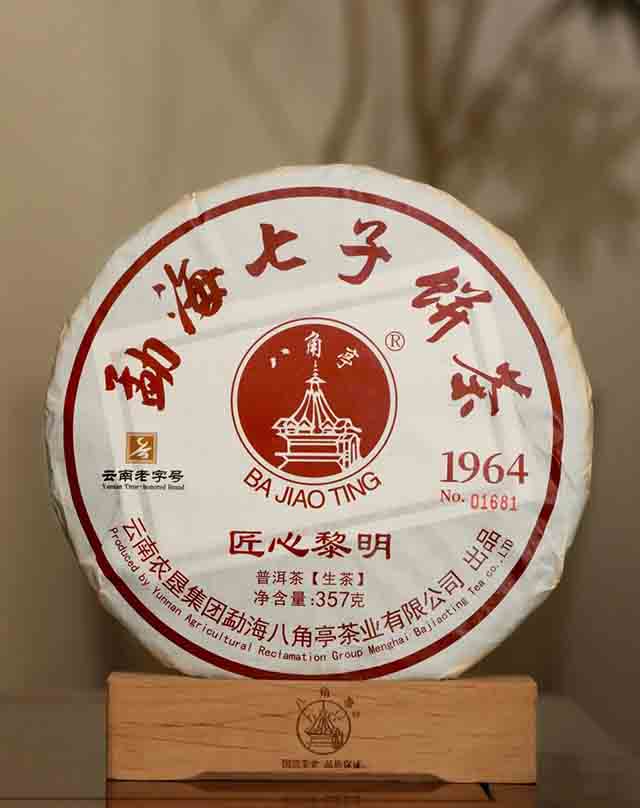 勐海七子饼茶
八角亭
®
BA JIAO TING
云南老字号
Yunnan Time-honored Brand
1964
No. 01681
匠心黎明
普洱茶【生茶】
净含量:357克
云南农垦集团勐海八角亭茶业有限公司 出品
Produced by Yunnan Agricultural Reclamation Group Menghai Bajiaoting Tea co.,LTD
八角亭